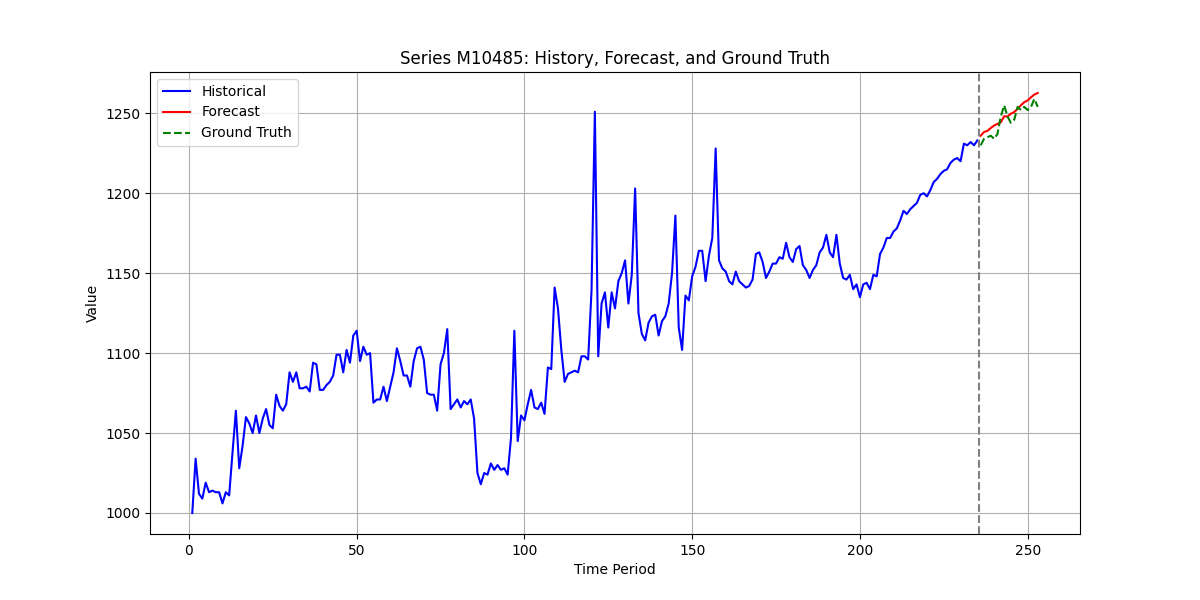 Series M10485: History, Forecast, and Ground Truth
Historical
Forecast
Ground Truth
Value
1250
1200
1150
1100
1050
1000
0 50 100 150 200 250
Time Period